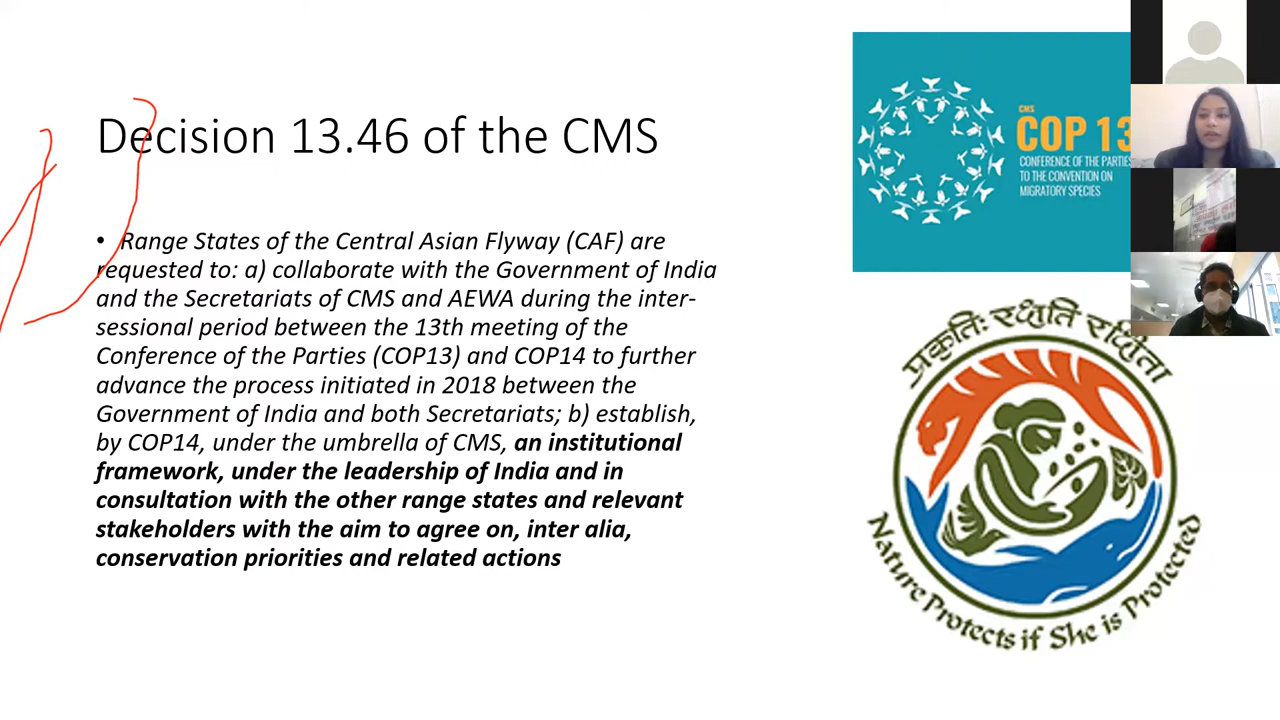 Decision 13.46 of the CMS
• Range States of the Central Asian Flyway (CAF) are
requested to: a) collaborate with the Government of India
and the Secretariats of CMS and AEWA during the inter-
sessional period between the 13th meeting of the
Conference of the Parties (COP13) and COP14 to further
advance the process initiated in 2018 between the
Government of India and both Secretariats; b) establish,
by COP14, under the umbrella of CMS, an institutional
framework, under the leadership of India and in
consultation with the other range states and relevant
stakeholders with the aim to agree on, inter alia,
conservation priorities and related actions
CMS
COP 13
CONFERENCE OF THE PARTIES
TO THE CONVENTION ON
MIGRATORY SPECIES
प्रकृतिः रक्षति रक्षिता
Nature Protects if She is Protected